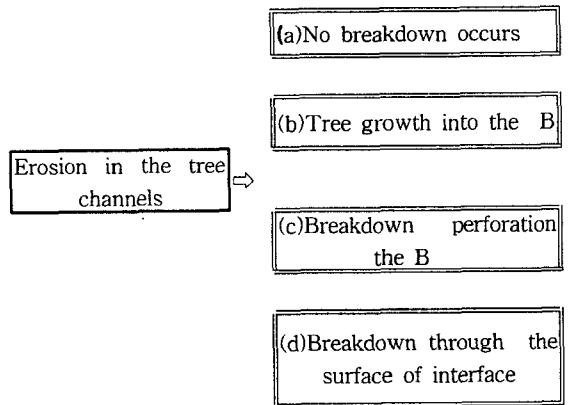 (a)No breakdown occurs
(b)Tree growth into the B
Erosion in the tree
channels
⇨
(c)Breakdown perforation
the B
(d)Breakdown through the
surface of interface